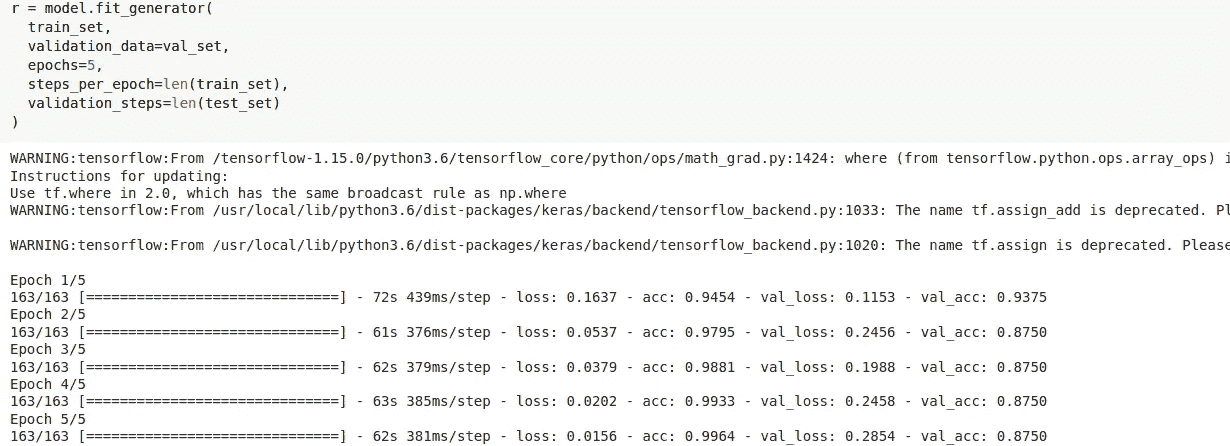 r = model.fit_generator(
  train_set,
  validation_data=val_set,
  epochs=5,
  steps_per_epoch=len(train_set),
  validation_steps=len(test_set)
)
WARNING:tensorflow:From /tensorflow-1.15.0/python3.6/tensorflow_core/python/ops/math_grad.py:1424: where (from tensorflow.python.ops.array_ops)
Instructions for updating:
Use tf.where in 2.0, which has the same broadcast rule as np.where
WARNING:tensorflow:From /usr/local/lib/python3.6/dist-packages/keras/backend/tensorflow_backend.py:1033: The name tf.assign_add is deprecated.
WARNING:tensorflow:From /usr/local/lib/python3.6/dist-packages/keras/backend/tensorflow_backend.py:1020: The name tf.assign is deprecated. Please
Epoch 1/5
163/163 [==============================] - 72s 439ms/step - loss: 0.1637 - acc: 0.9454 - val_loss: 0.1153 - val_acc: 0.9375
Epoch 2/5
163/163 [==============================] - 61s 376ms/step - loss: 0.0537 - acc: 0.9795 - val_loss: 0.2456 - val_acc: 0.8750
Epoch 3/5
163/163 [==============================] - 62s 379ms/step - loss: 0.0379 - acc: 0.9881 - val_loss: 0.1988 - val_acc: 0.8750
Epoch 4/5
163/163 [==============================] - 63s 385ms/step - loss: 0.0202 - acc: 0.9933 - val_loss: 0.2458 - val_acc: 0.8750
Epoch 5/5
163/163 [==============================] - 62s 381ms/step - loss: 0.0156 - acc: 0.9964 - val_loss: 0.2854 - val_acc: 0.8750